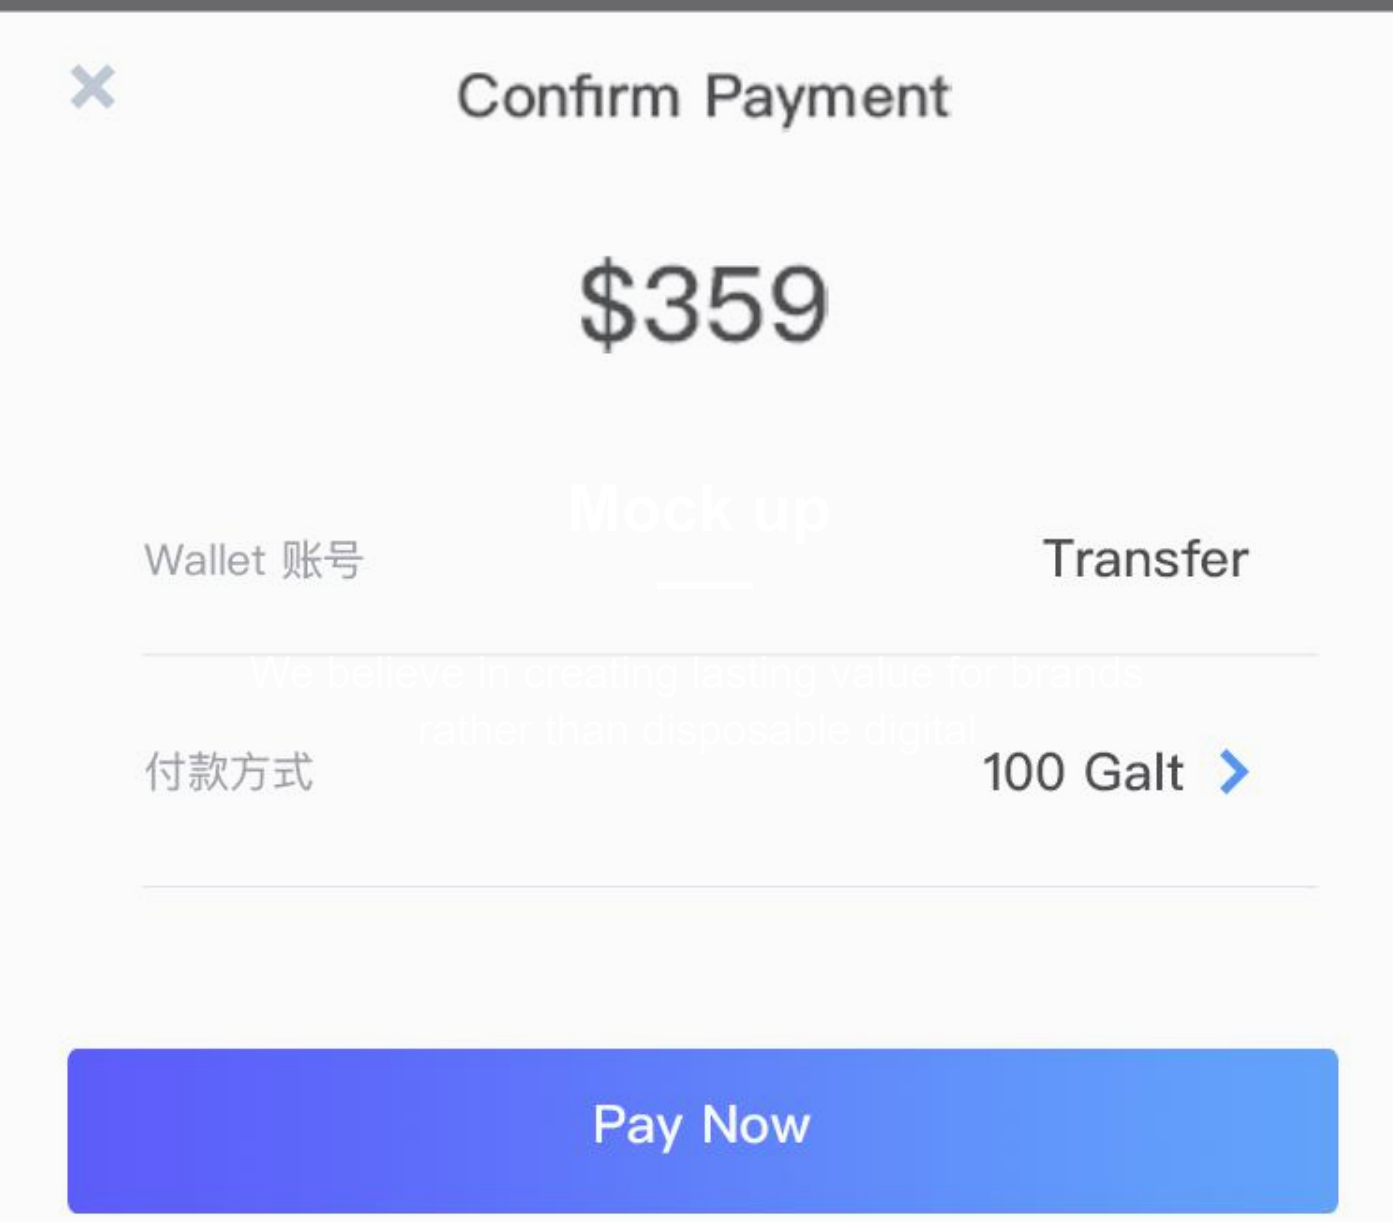 Confirm Payment
$359
Mock up
Wallet 账号
Transfer
We believe in creating lasting value for brands
rather than disposable digital
付款方式
100 Galt
Pay Now